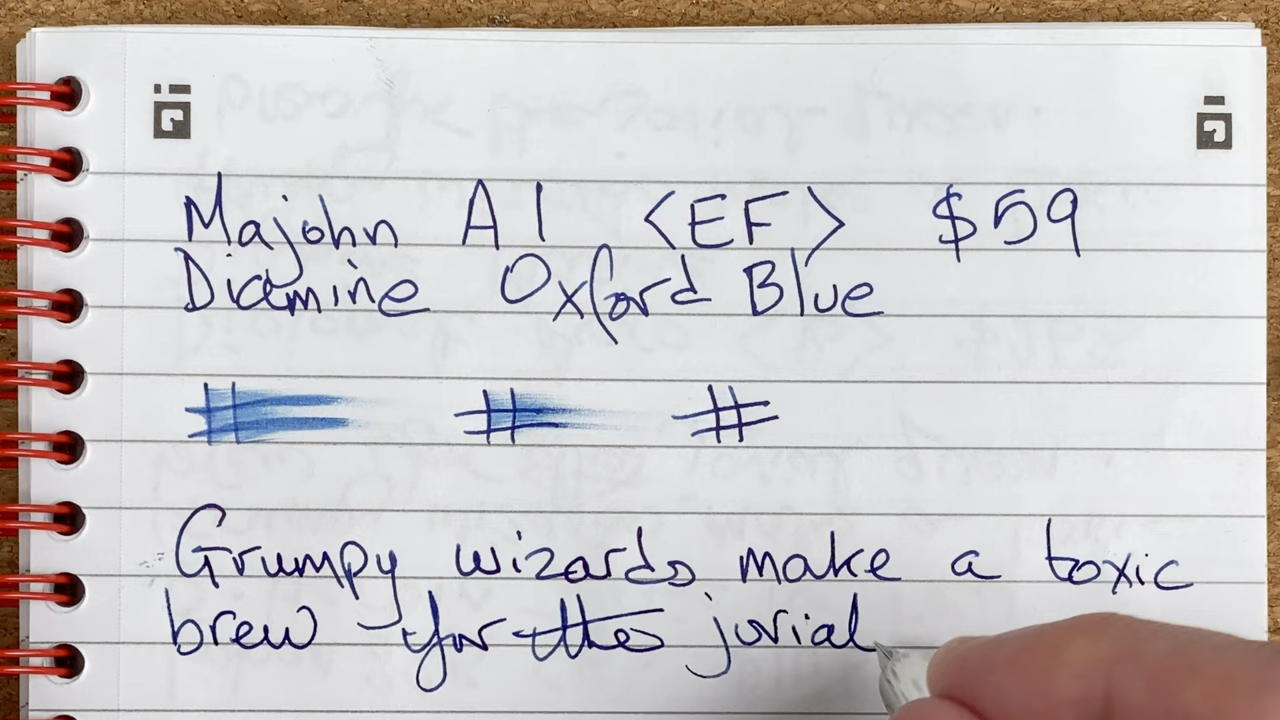 Majohn A1 <EF> $59
Diamine Oxford Blue
# # #
Grumpy wizards make a toxic
brew for the jovial